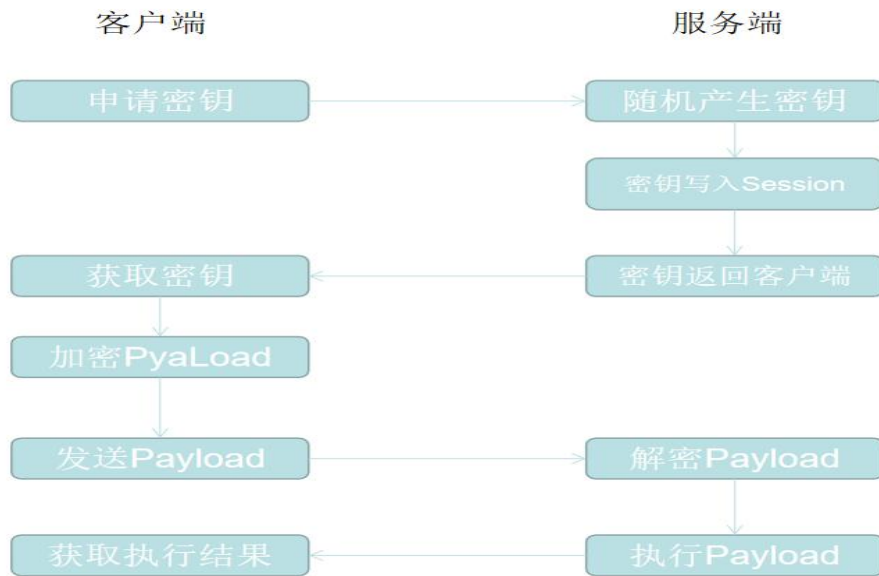 客户端
服务端
申请密钥
随机产生密钥
密钥写入Session
获取密钥
密钥返回客户端
加密PyaLoad
发送Payload
解密Payload
获取执行结果
执行Payload